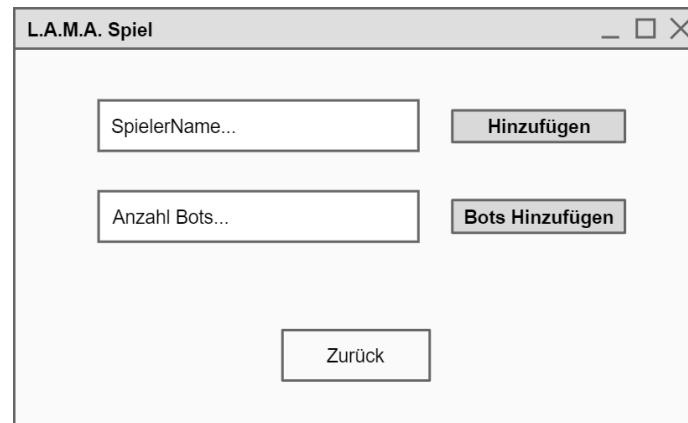 L.A.M.A. Spiel
SpielerName...
Hinzufügen
Anzahl Bots...
Bots Hinzufügen
Zurück